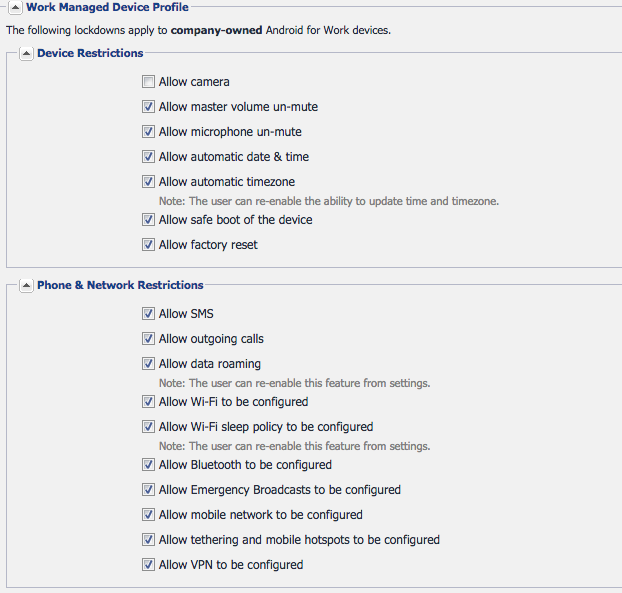 Work Managed Device Profile
The following lockdowns apply to company-owned Android for Work devices.
Device Restrictions
Allow camera
Allow master volume un-mute
Allow microphone un-mute
Allow automatic date & time
Allow automatic timezone
Note: The user can re-enable the ability to update time and timezone.
Allow safe boot of the device
Allow factory reset
Phone & Network Restrictions
Allow SMS
Allow outgoing calls
Allow data roaming
Note: The user can re-enable this feature from settings.
Allow Wi-Fi to be configured
Allow Wi-Fi sleep policy to be configured
Note: The user can re-enable this feature from settings.
Allow Bluetooth to be configured
Allow Emergency Broadcasts to be configured
Allow mobile network to be configured
Allow tethering and mobile hotspots to be configured
Allow VPN to be configured